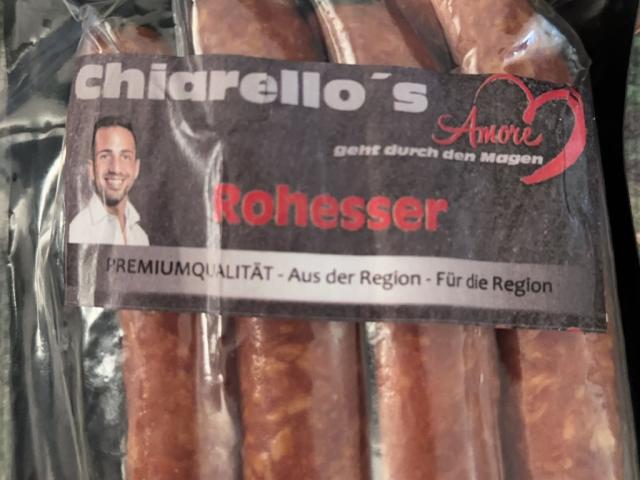 Chiarello´s
Amore
geht durch den Magen
Rohesser
PREMIUMQUALITÄT - Aus der Region - Für die Region